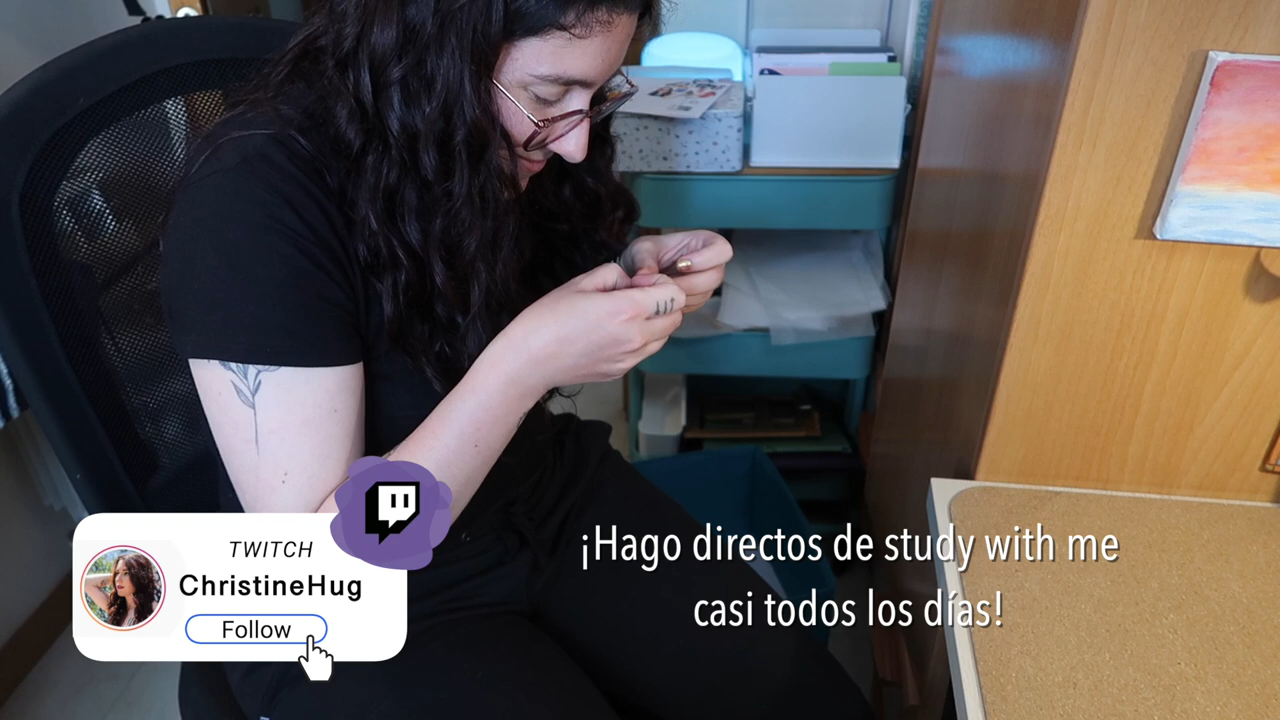 TWITCH
ChristineHug
Follow
¡Hago directos de study with me
casi todos los días!